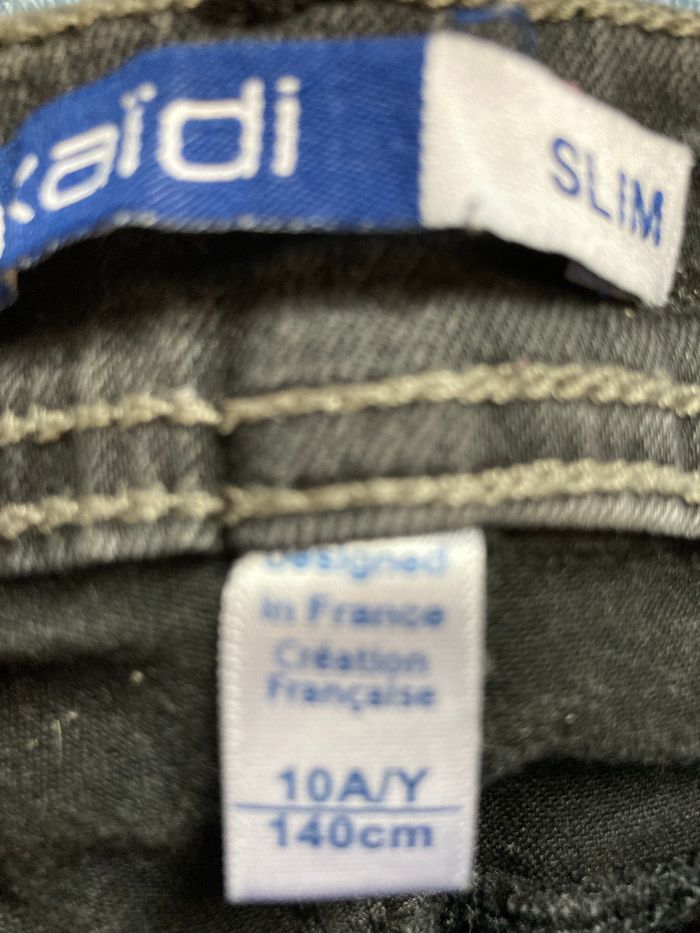 kaïdi
SLIM
Designed
in France
Création
Française
10A/Y
140cm